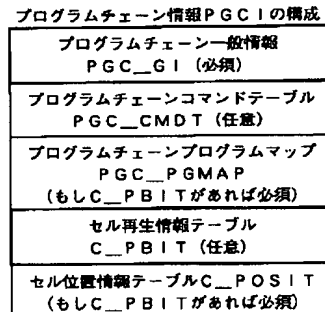 プログラムチェーン情報PGCIの構成
プログラムチェーン一般情報
PGC＿GI（必須）
プログラムチェーンコマンドテーブル
PGC＿CMDT（任意）
プログラムチェーンプログラムマップ
PGC＿PGMAP
（もしC＿PBITがあれば必須）
セル再生情報テーブル
C＿PBIT（任意）
セル位置情報テーブルC＿POSIT
（もしC＿PBITがあれば必須）